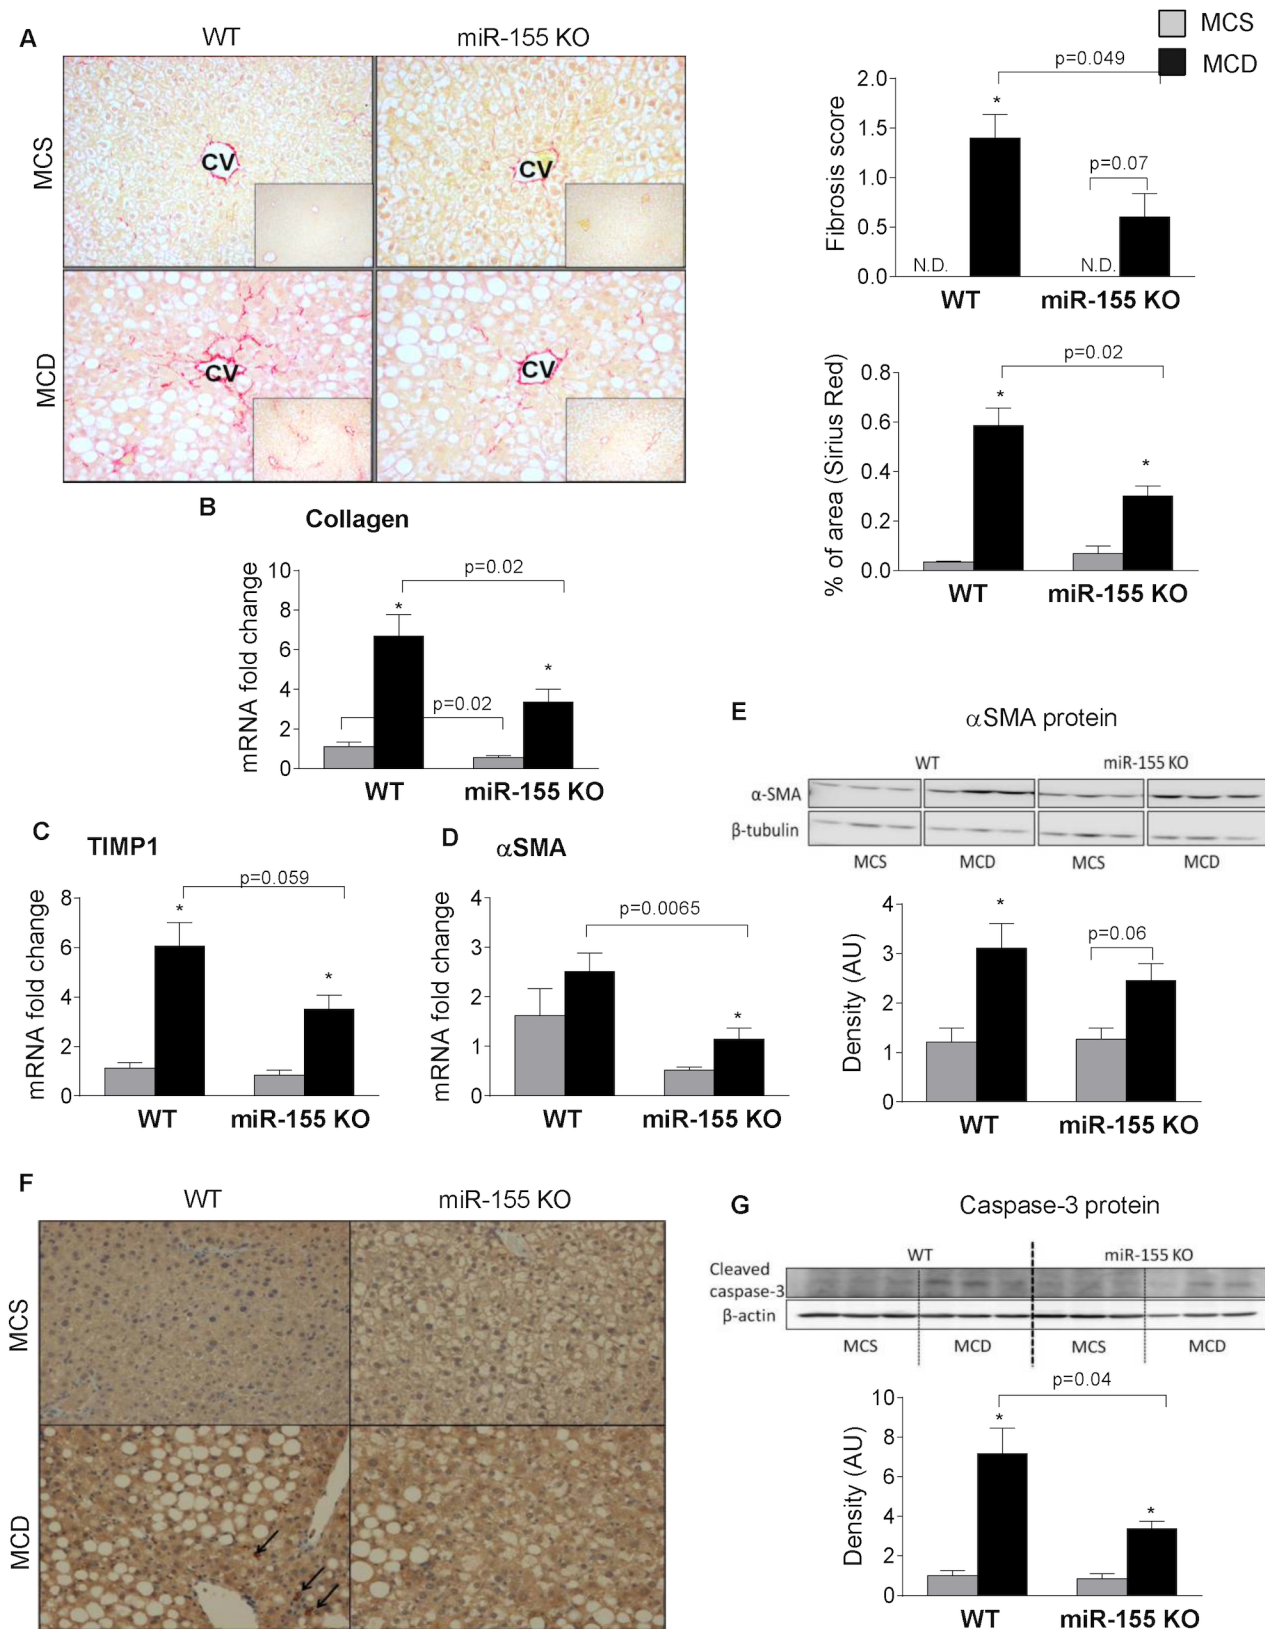 MCS
MCD
A
WT
miR-155 KO
MCS
CV
CV
MCD
CV
CV
Fibrosis score
2.0
1.5
1.0
0.5
0.0
p=0.049
*
p=0.07
N.D.
N.D.
WT
miR-155 KO
% of area (Sirius Red)
0.8
0.6
0.4
0.2
0.0
p=0.02
*
*
WT
miR-155 KO
B
Collagen
mRNA fold change
10
8
6
4
2
0
p=0.02
*
*
p=0.02
WT
miR-155 KO
C
TIMP1
mRNA fold change
8
6
4
2
0
p=0.059
*
*
WT
miR-155 KO
D
αSMA
mRNA fold change
4
3
2
1
0
p=0.0065
*
WT
miR-155 KO
E
αSMA protein
WT
miR-155 KO
α-SMA
β-tubulin
MCS
MCD
MCS
MCD
Density (AU)
4
3
2
1
0
*
p=0.06
WT
miR-155 KO
F
WT
miR-155 KO
MCS
MCD
G
Caspase-3 protein
WT
miR-155 KO
Cleaved
caspase-3
β-actin
MCS
MCD
MCS
MCD
Density (AU)
10
8
6
4
2
0
p=0.04
*
*
WT
miR-155 KO